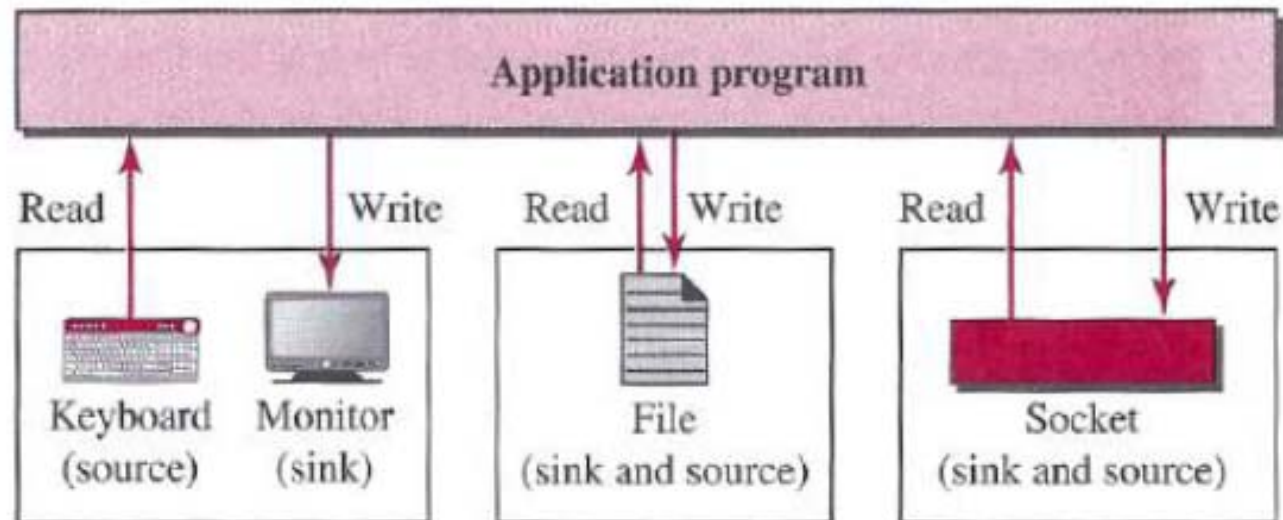 Application program
Read
Write
Read
Write
Read
Write
Keyboard
(source)
Monitor
(sink)
File
(sink and source)
Socket
(sink and source)